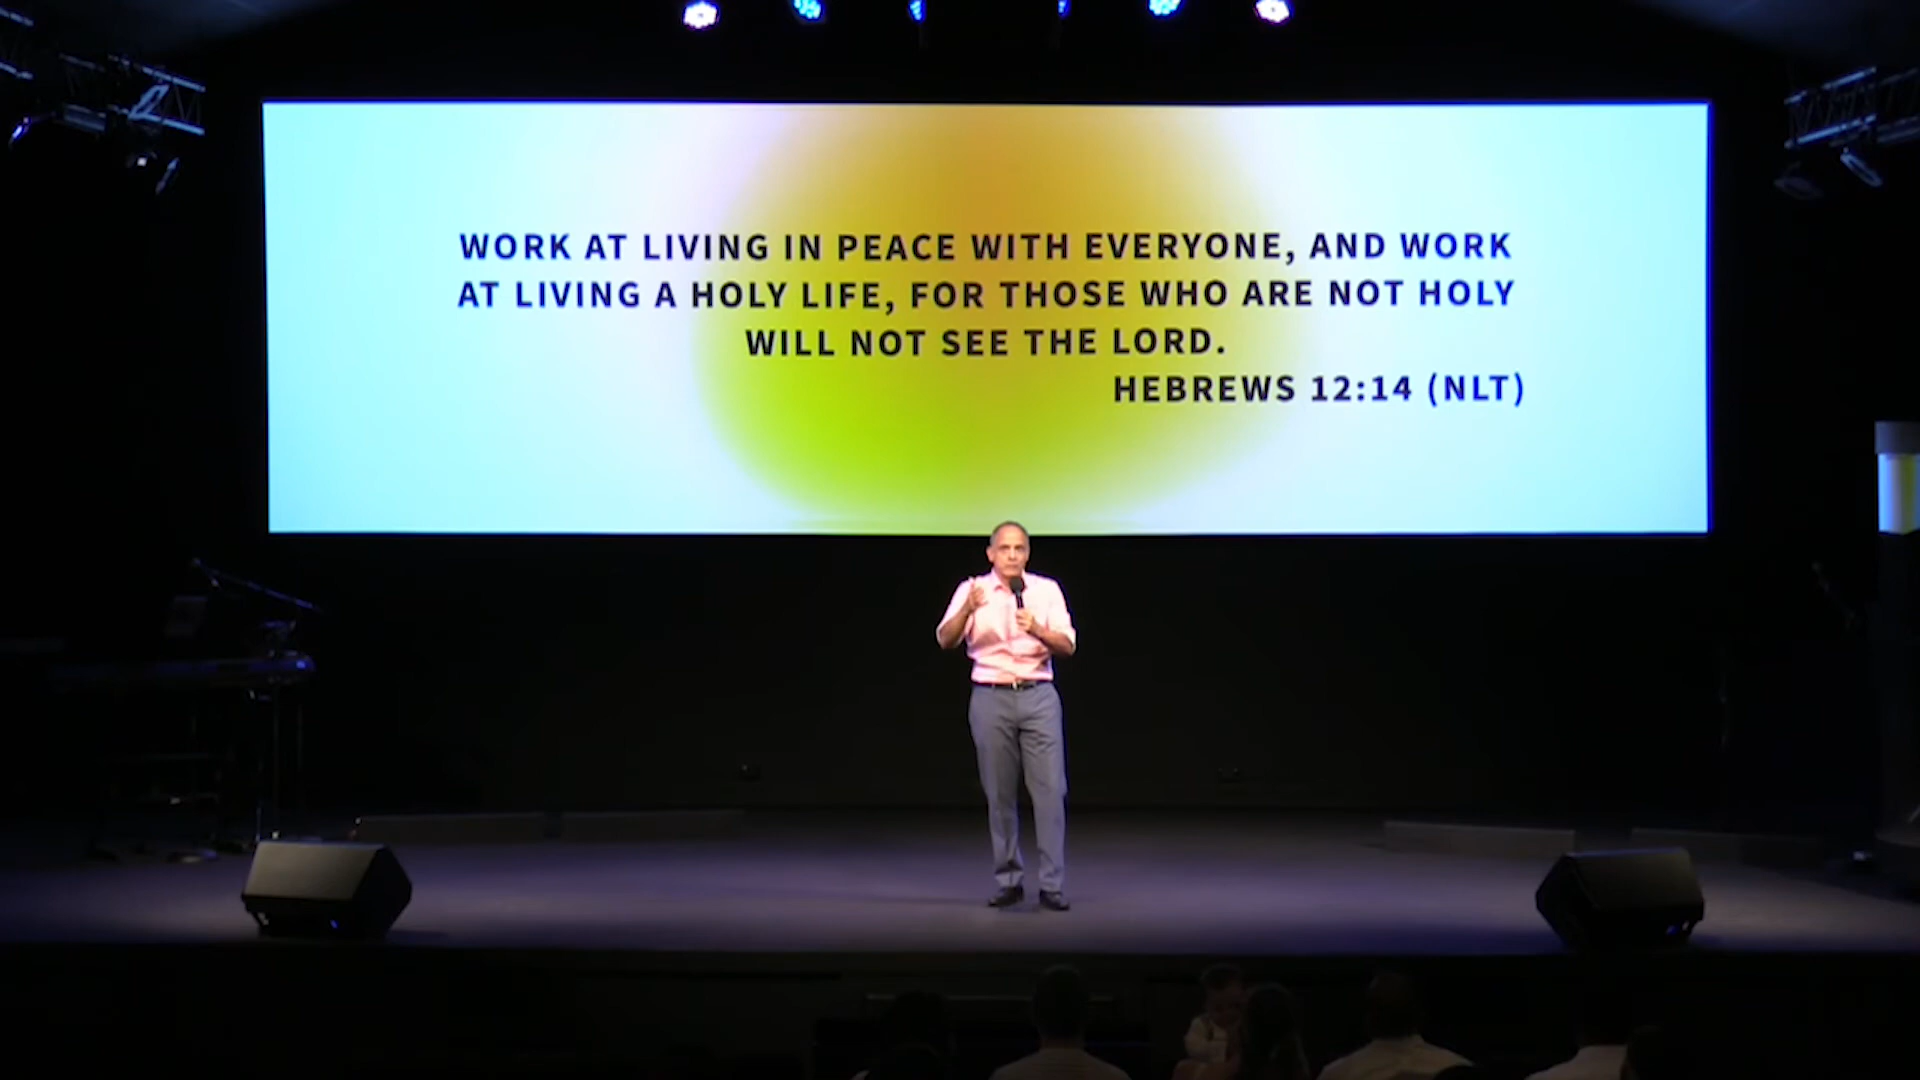 WORK AT LIVING IN PEACE WITH EVERYONE, AND WORK
AT LIVING A HOLY LIFE, FOR THOSE WHO ARE NOT HOLY
WILL NOT SEE THE LORD.
HEBREWS 12:14 (NLT)